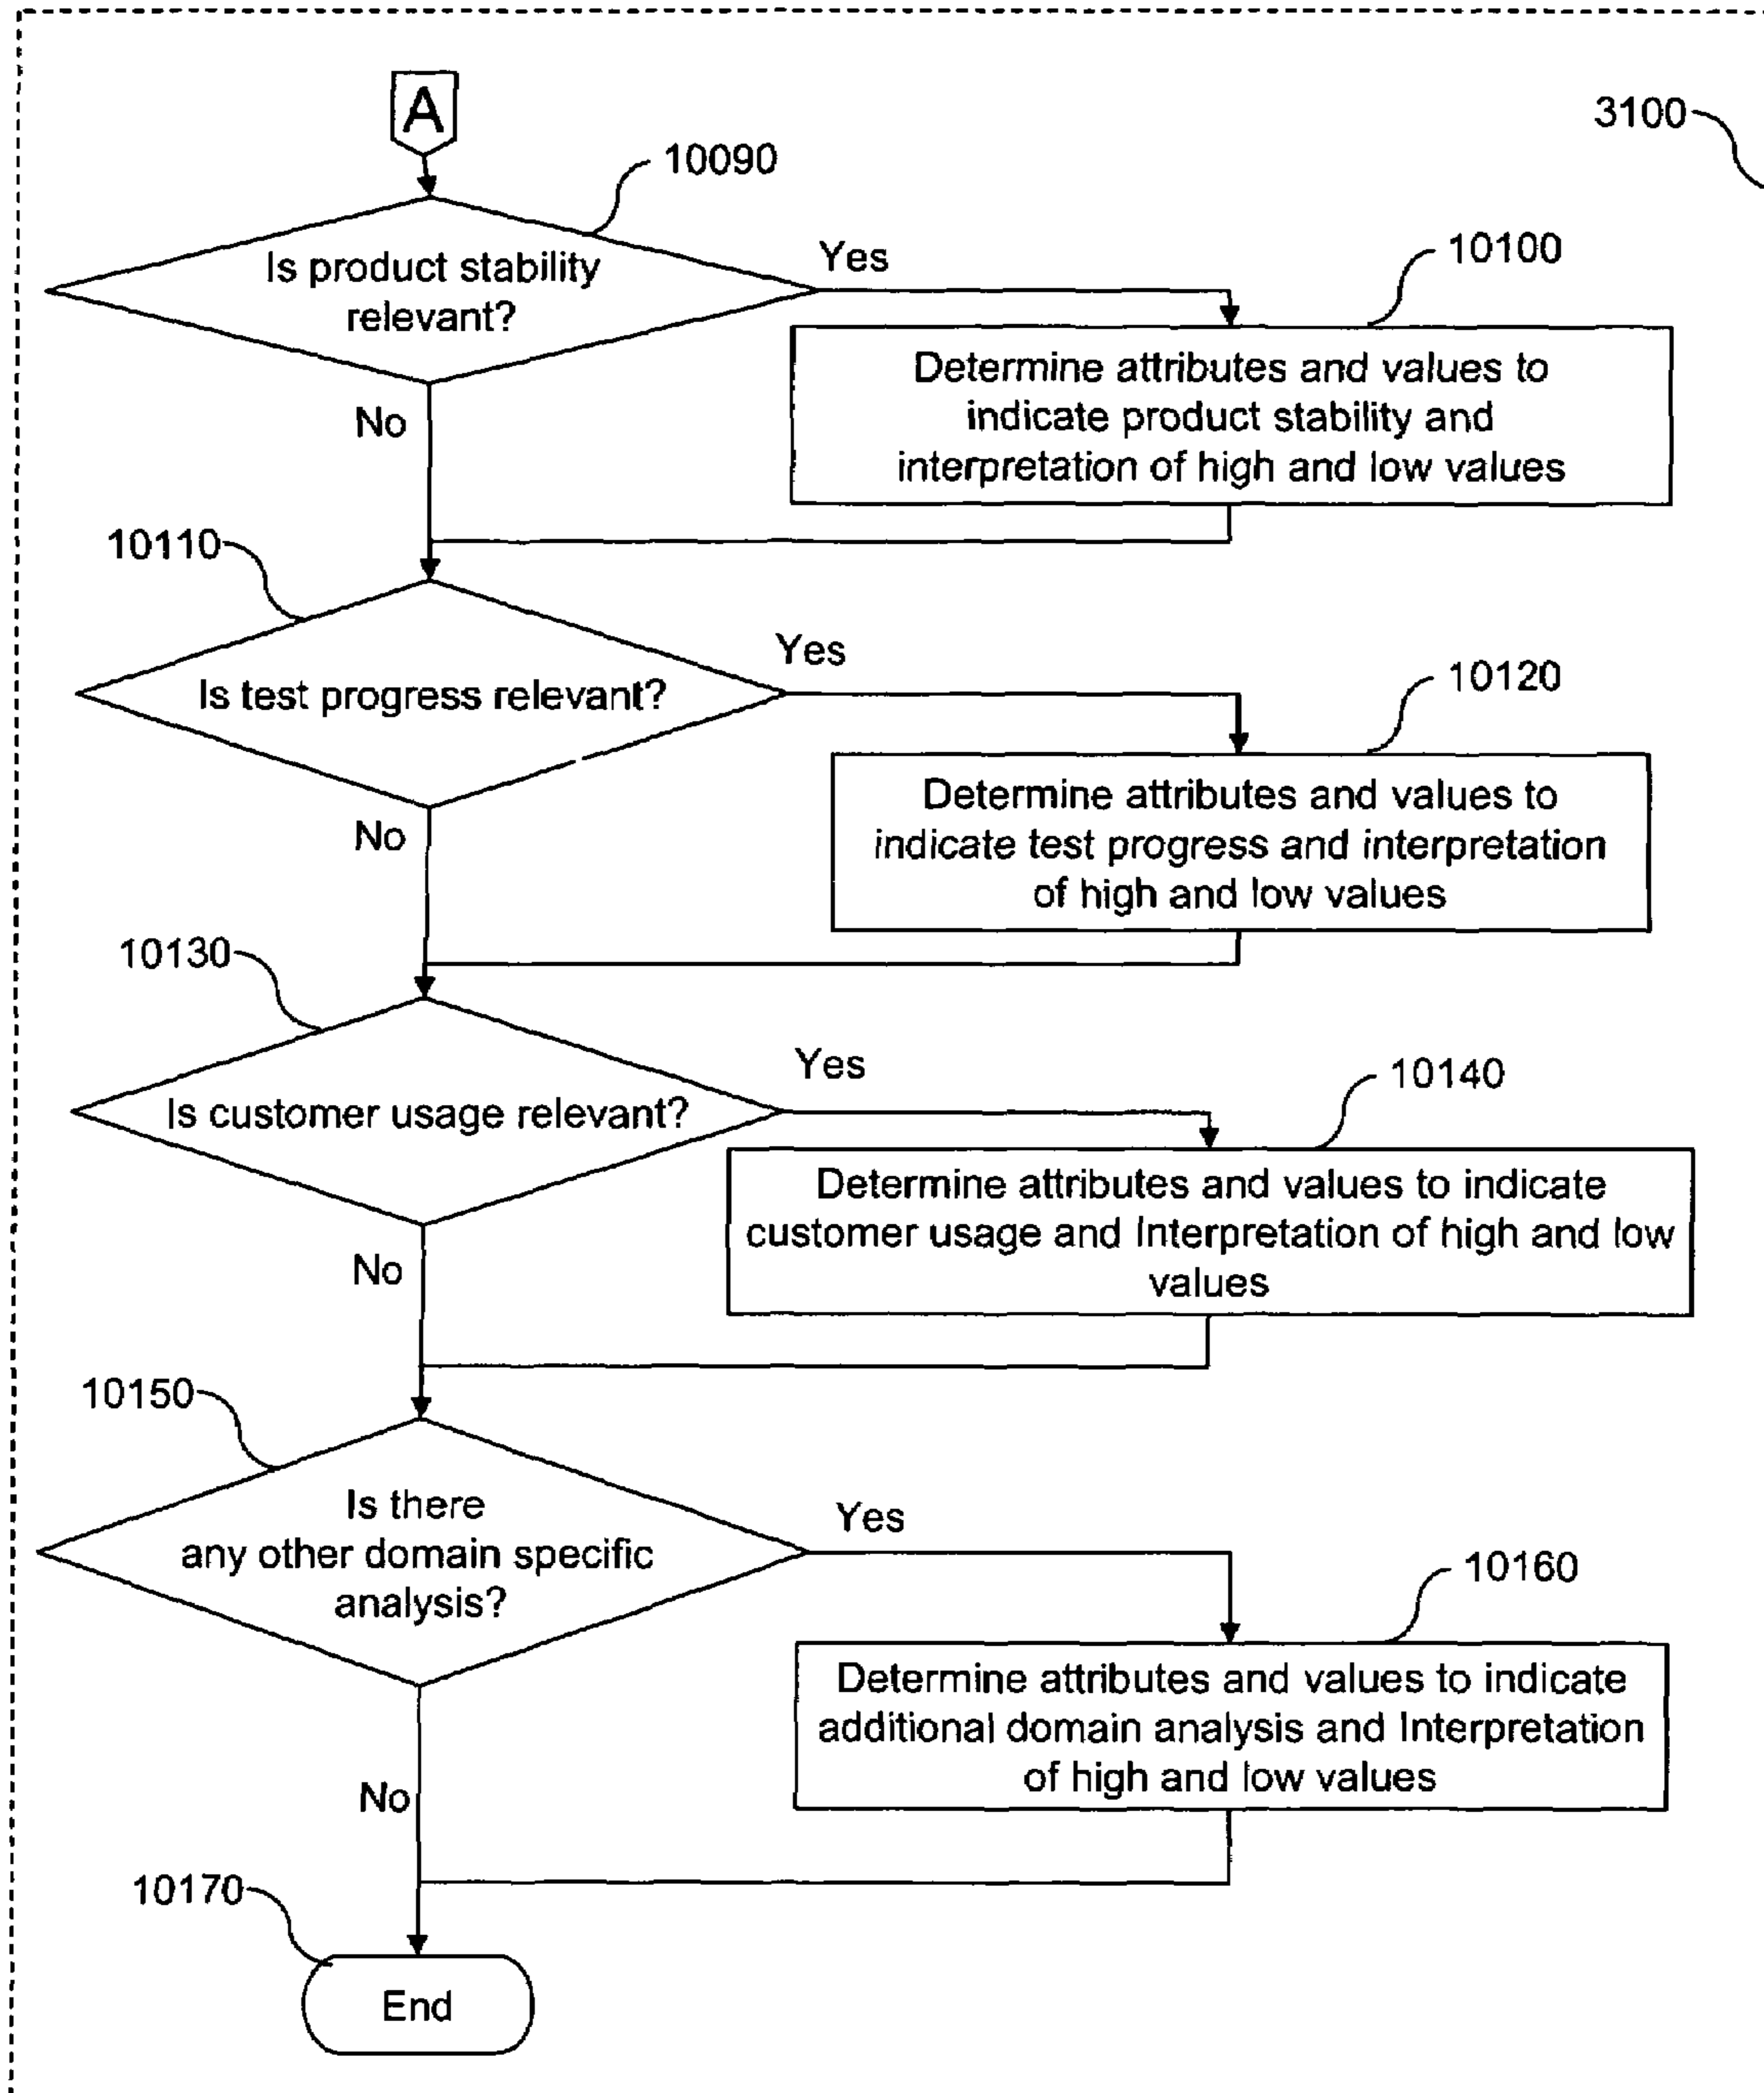 A
3100
10090
Is product stability
relevant?
Yes
10100
Determine attributes and values to
indicate product stability and
interpretation of high and low values
No
10110
Is test progress relevant?
Yes
10120
Determine attributes and values to
indicate test progress and interpretation
of high and low values
No
10130
Is customer usage relevant?
Yes
10140
Determine attributes and values to indicate
customer usage and Interpretation of high and low
values
No
10150
Is there
any other domain specific
analysis?
Yes
10160
Determine attributes and values to indicate
additional domain analysis and Interpretation
of high and low values
No
10170
End